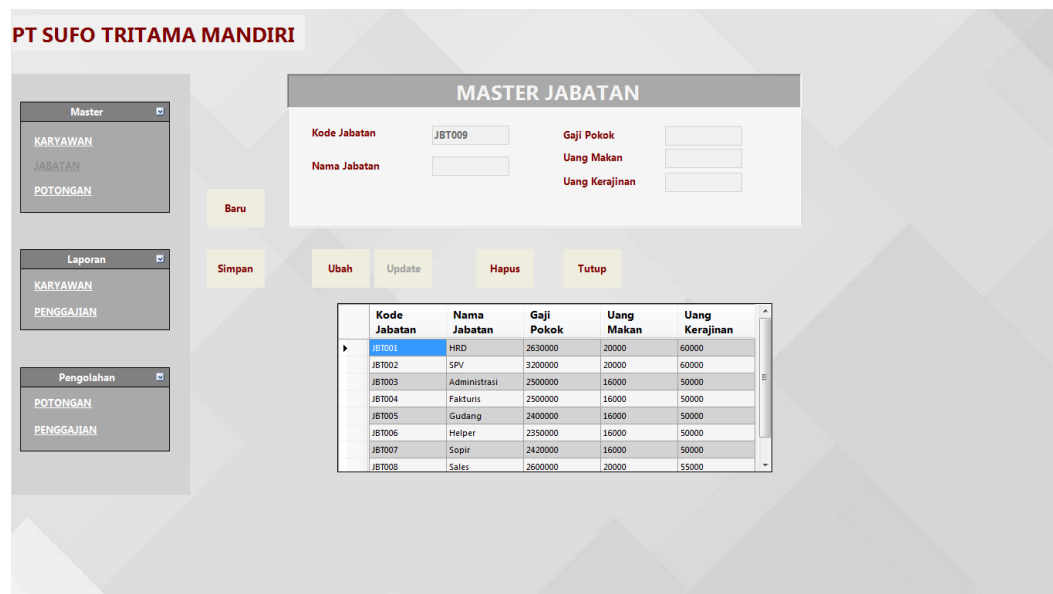 PT SUFO TRITAMA MANDIRI
Master
KARYAWAN
JABATAN
POTONGAN
Laporan
KARYAWAN
PENGGAJIAN
Pengolahan
POTONGAN
PENGGAJIAN
MASTER JABATAN
Kode Jabatan JBT009
Nama Jabatan
Gaji Pokok
Uang Makan
Uang Kerajinan
Baru
Simpan Ubah Update Hapus Tutup
Kode Nama Gaji Uang Uang
Jabatan Jabatan Pokok Makan Kerajinan
JBT001 HRD 2630000 20000 60000
JBT002 SPV 3200000 20000 60000
JBT003 Administrasi 2500000 16000 50000
JBT004 Fakturis 2500000 16000 50000
JBT005 Gudang 2400000 16000 50000
JBT006 Helper 2350000 16000 50000
JBT007 Sopir 2420000 16000 50000
JBT008 Sales 2600000 20000 55000